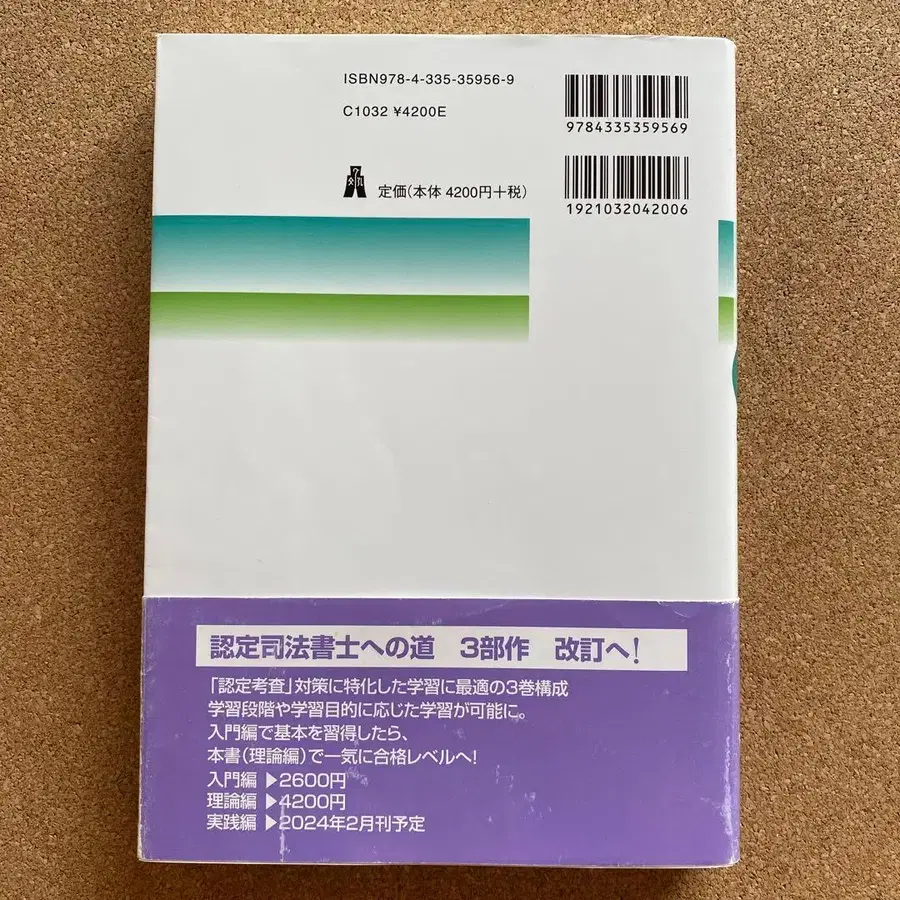 ISBN978-4-335-35956-9
9784335359569
C1032 ¥4200E
定価(本体 4200円+税)
1921032042006
認定司法書士への道 3部作 改訂へ!
「認定考査」対策に特化した学習に最適の3巻構成
学習段階や学習目的に応じた学習が可能に。
入門編で基本を習得したら、
本書(理論編)で一気に合格レベルへ!
入門編 ▶2600円
理論編 ▶4200円
実践編 ▶2024年2月刊予定